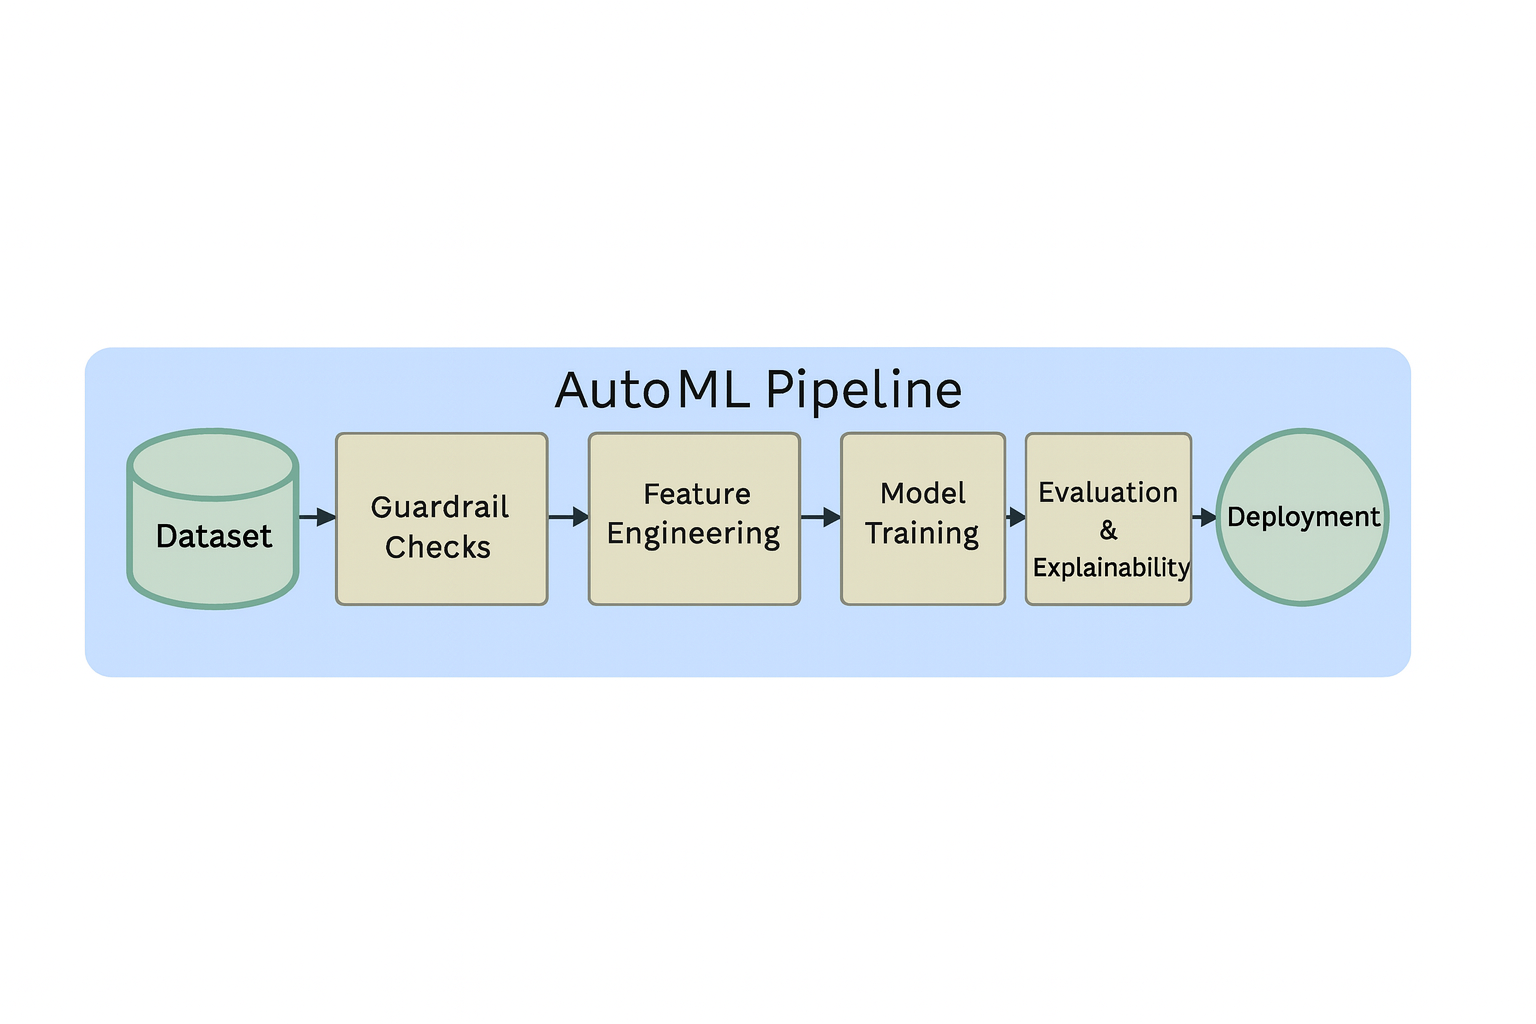 AutoML Pipeline
Dataset
Guardrail
Checks
Feature
Engineering
Model
Training
Evaluation
&
Explainability
Deployment